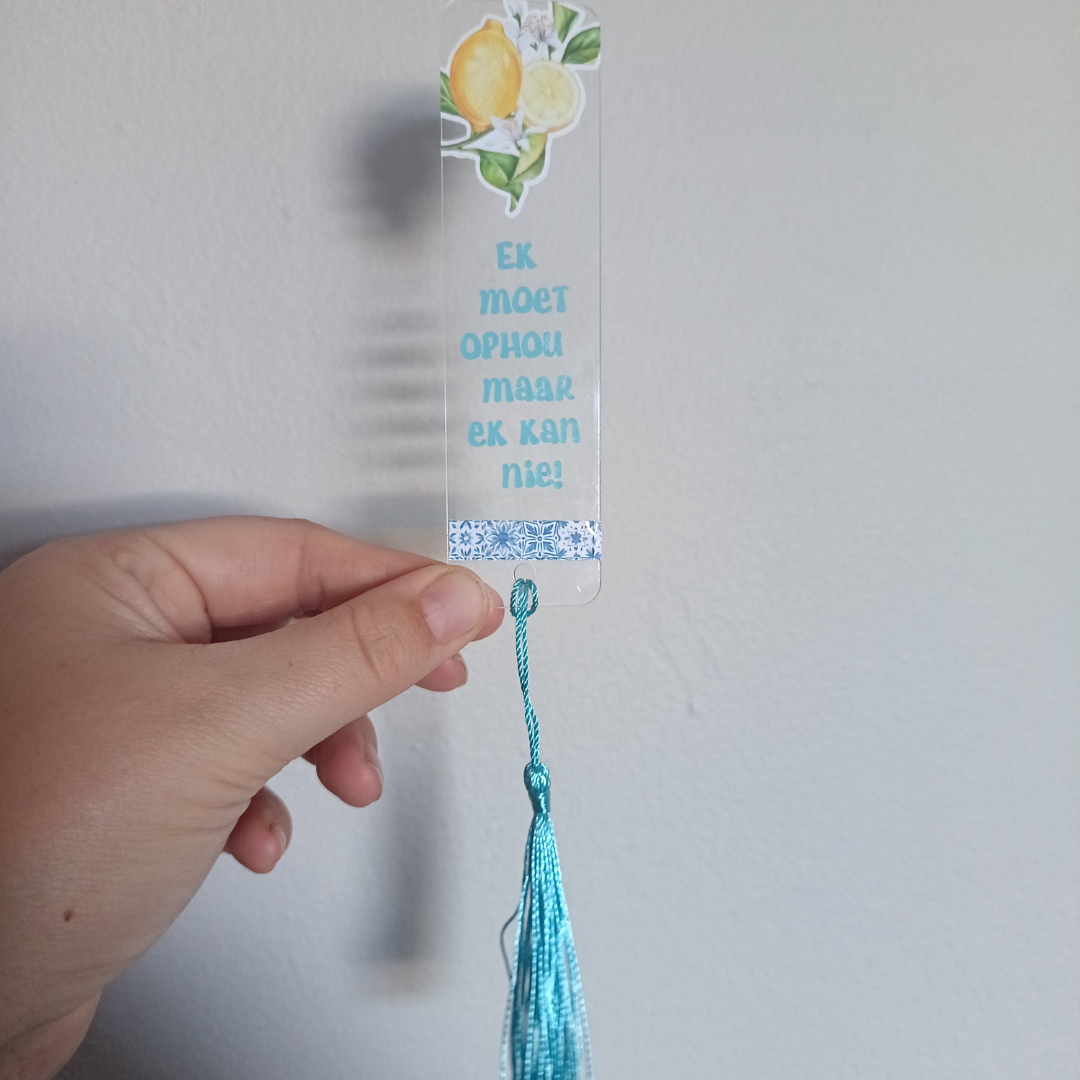 EK
moet
OPHOU
maar
ek kan
nie!